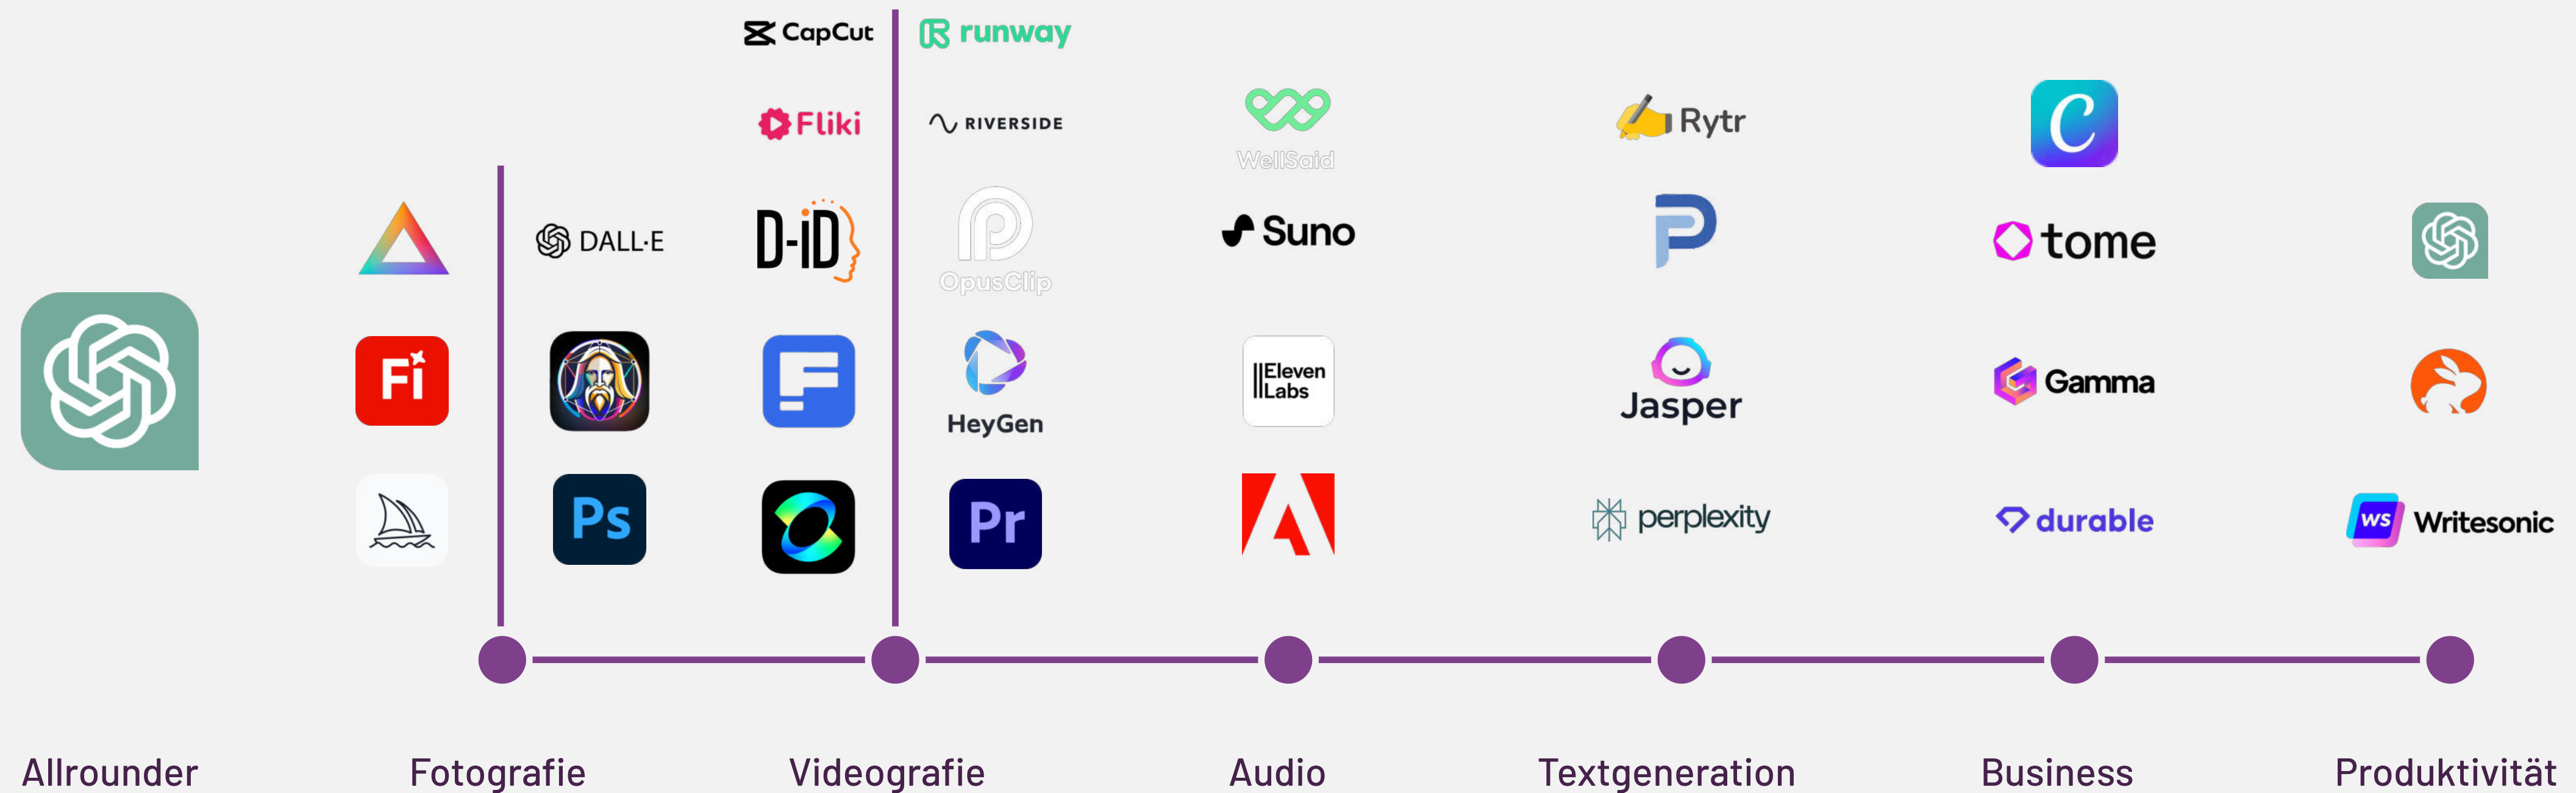 CapCut
runway
Fliki
RIVERSIDE
WellSaid
Rytr
C
DALL·E
D-iD
OpusClip
Suno
tome
Fi
HeyGen
||Eleven
Labs
Jasper
Gamma
Ps
Pr
perplexity
durable
WS Writesonic
Allrounder
Fotografie
Videografie
Audio
Textgeneration
Business
Produktivität